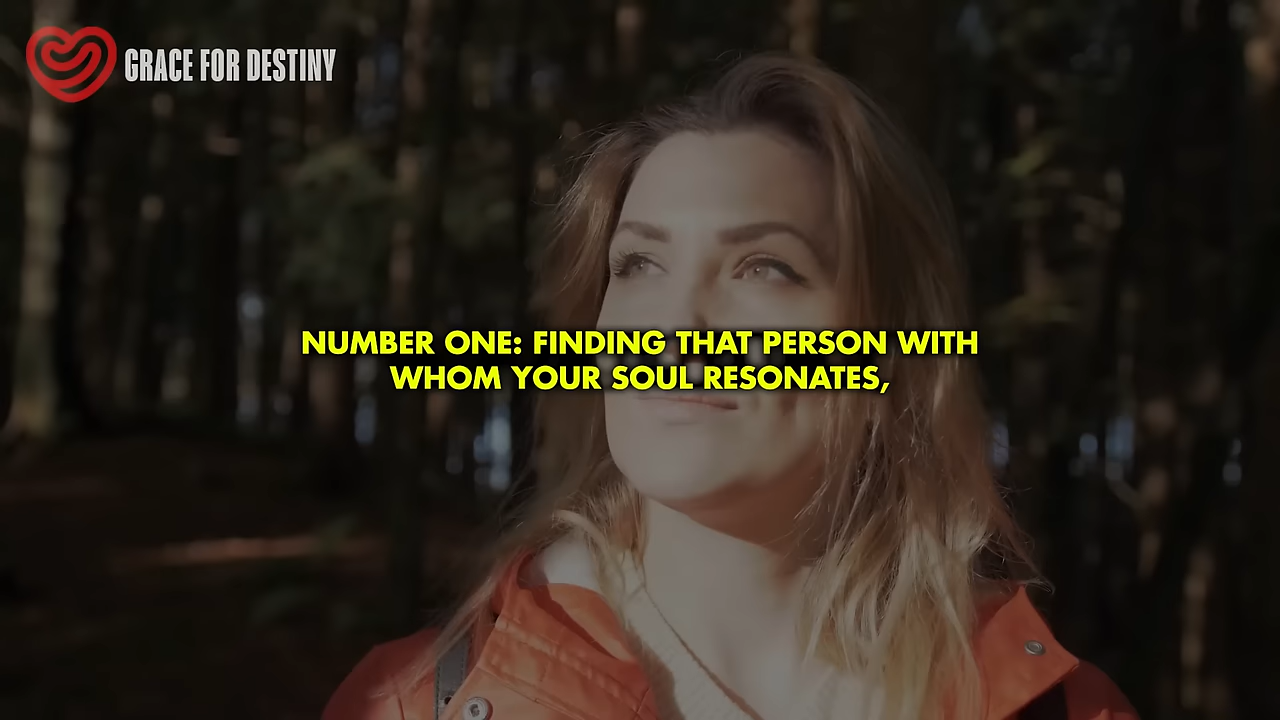 GRACE FOR DESTINY
NUMBER ONE: FINDING THAT PERSON WITH
WHOM YOUR SOUL RESONATES,